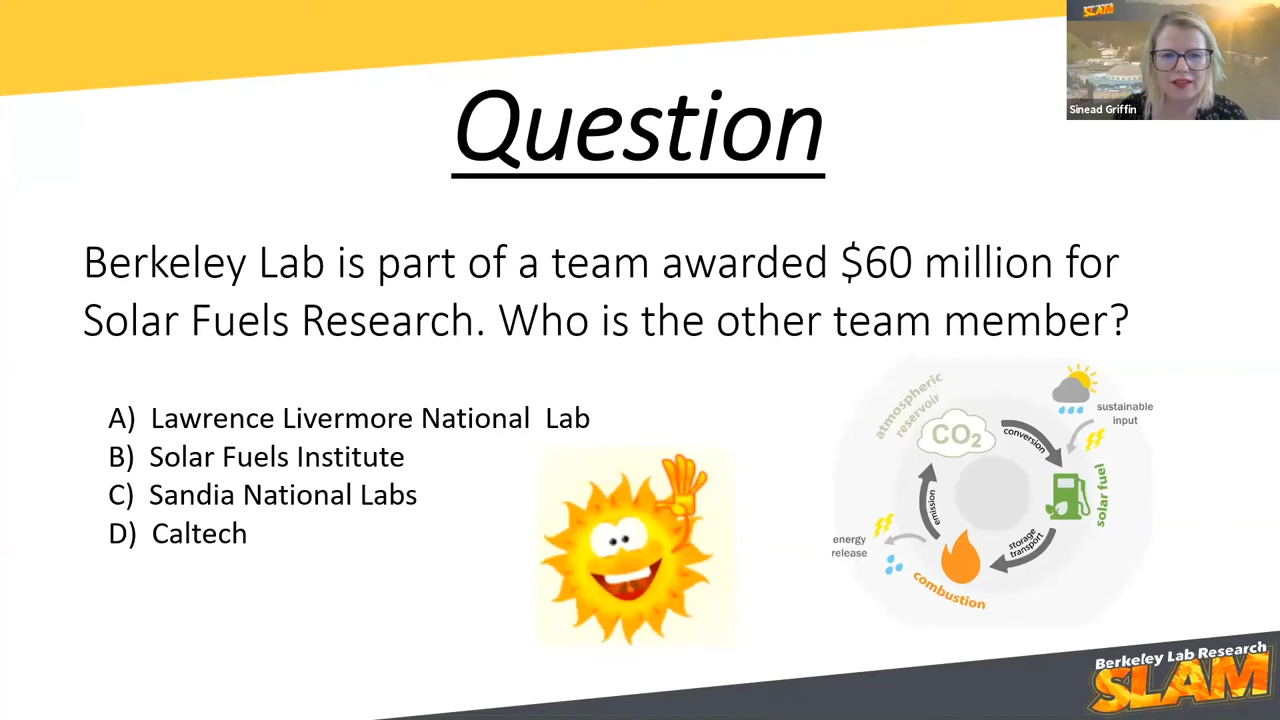 SLAM
Sinead Griffin
Question
Berkeley Lab is part of a team awarded $60 million for
Solar Fuels Research. Who is the other team member?
A) Lawrence Livermore National Lab
B) Solar Fuels Institute
C) Sandia National Labs
D) Caltech
atmospheric
reservoir
CO2
conversion
sustainable
input
solar fuel
storage
transport
combustion
emission
energy
release
Berkeley Lab Research
SLAM